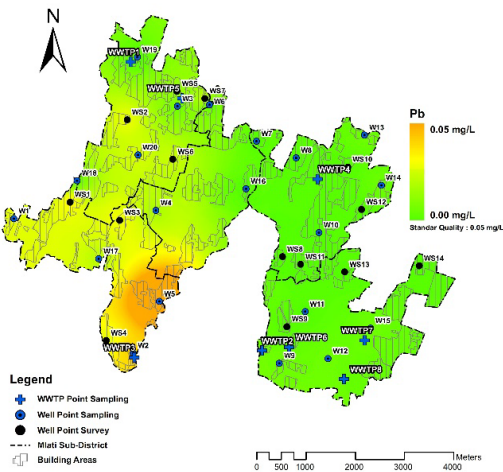 N
WWTP1
W19
WWTP5
WS5
W3
WS7
W6
WS2
W7
W13
W20
WS6
W8
WS10
WWTP4
W18
W14
W16
WS1
WS12
W1
WS3
W4
W10
W17
WS8
WS11
WS13
WS14
W5
W11
W15
WS9
WS4
WWTP3
W2
WWTP2
WWTP6
WWTP7
W9
W12
WWTP8
Pb
0.05 mg/L
0.00 mg/L
Standar Quality : 0.05 mg/L
Legend
WWTP Point Sampling
Well Point Sampling
Well Point Survey
Mlati Sub-District
Building Areas
Meters
0 500 1000 2000 3000 4000